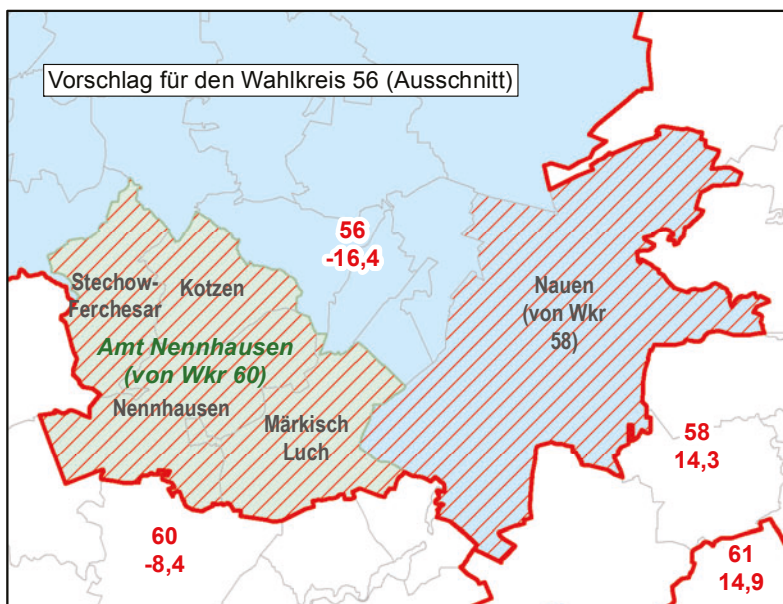 Vorschlag für den Wahlkreis 56 (Ausschnitt)
56
-16,4
Stechow-
Ferchesar
Kotzen
Nauen
(von Wkr
58)
Amt Nennhausen
(von Wkr 60)
Nennhausen
Märkisch
Luch
58
14,3
60
-8,4
61
14,9